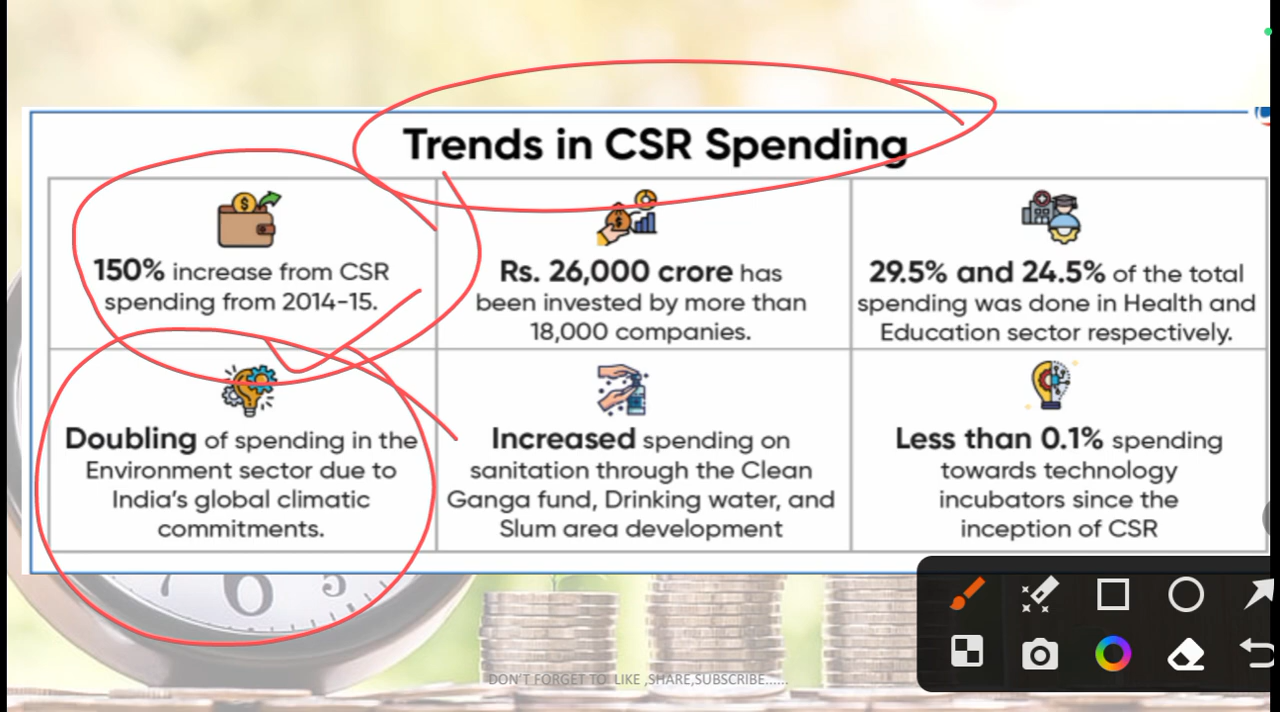 Trends in CSR Spending
150% increase from CSR
spending from 2014-15.
Rs. 26,000 crore has
been invested by more than
18,000 companies.
29.5% and 24.5% of the total
spending was done in Health and
Education sector respectively.
Doubling of spending in the
Environment sector due to
India's global climatic
commitments.
Increased spending on
sanitation through the Clean
Ganga fund, Drinking water, and
Slum area development
Less than 0.1% spending
towards technology
incubators since the
inception of CSR
6
5
DON'T FORGET TO LIKE ,SHARE,SUBSCRIBE......